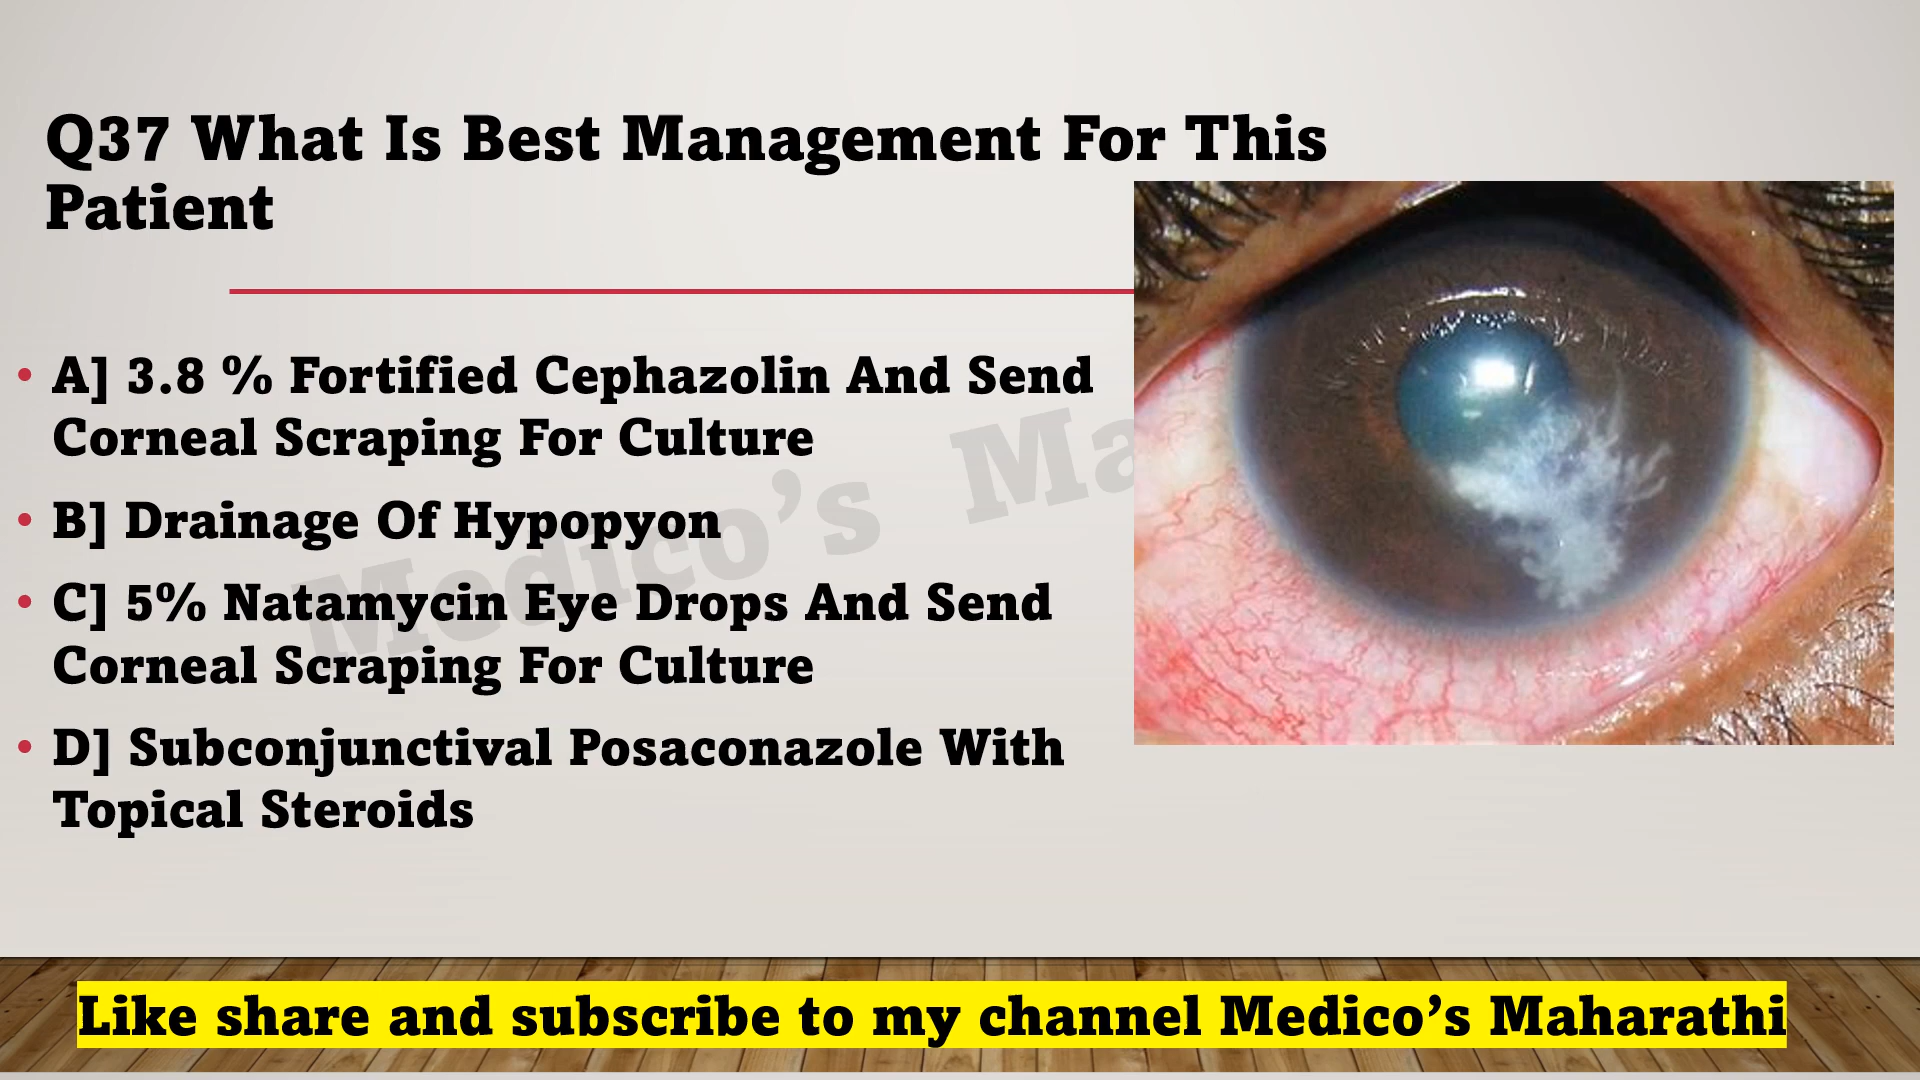 Q37 What Is Best Management For This
Patient
• A] 3.8 % Fortified Cephazolin And Send
Corneal Scraping For Culture
• B] Drainage Of Hypopyon
• C] 5% Natamycin Eye Drops And Send
Corneal Scraping For Culture
• D] Subconjunctival Posaconazole With
Topical Steroids
Medico’s Ma
Like share and subscribe to my channel Medico’s Maharathi